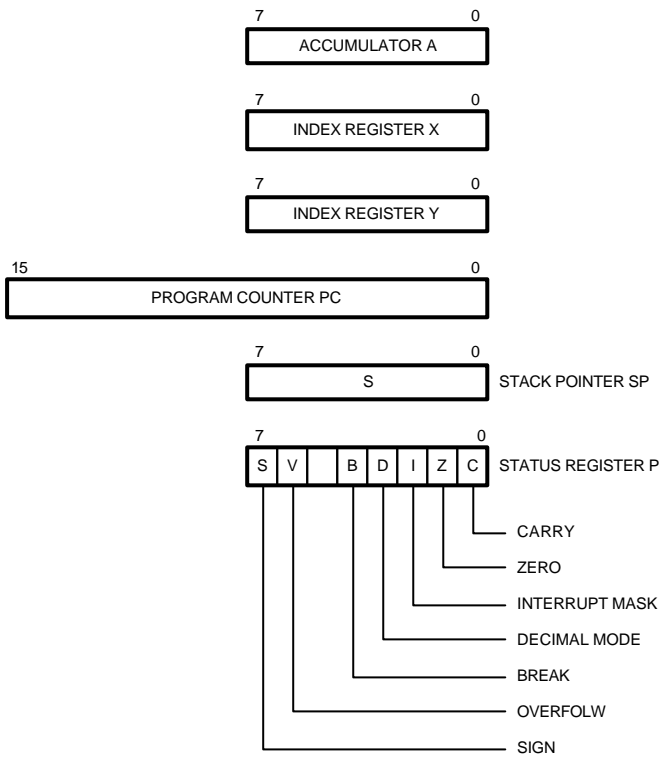 7 0
ACCUMULATOR A
7 0
INDEX REGISTER X
7 0
INDEX REGISTER Y
15 0
PROGRAM COUNTER PC
7 0
S STACK POINTER SP
7 0
S V B D I Z C STATUS REGISTER P
CARRY
ZERO
INTERRUPT MASK
DECIMAL MODE
BREAK
OVERFOLW
SIGN